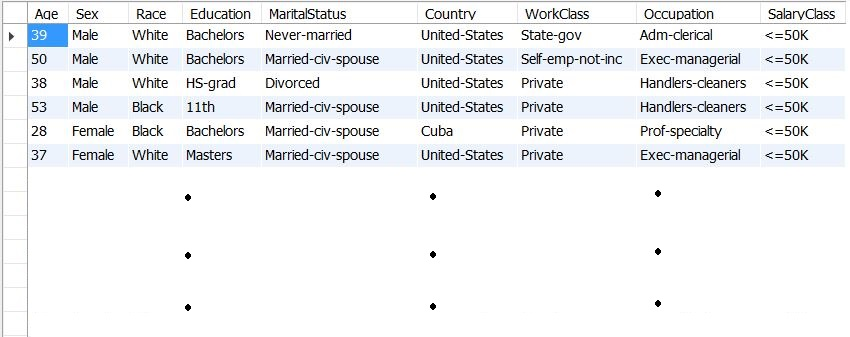 Age Sex Race Education MaritalStatus Country WorkClass Occupation SalaryClass
39 Male White Bachelors Never-married United-States State-gov Adm-clerical <=50K
50 Male White Bachelors Married-civ-spouse United-States Self-emp-not-inc Exec-managerial <=50K
38 Male White HS-grad Divorced United-States Private Handlers-cleaners <=50K
53 Male Black 11th Married-civ-spouse United-States Private Handlers-cleaners <=50K
28 Female Black Bachelors Married-civ-spouse Cuba Private Prof-specialty <=50K
37 Female White Masters Married-civ-spouse United-States Private Exec-managerial <=50K